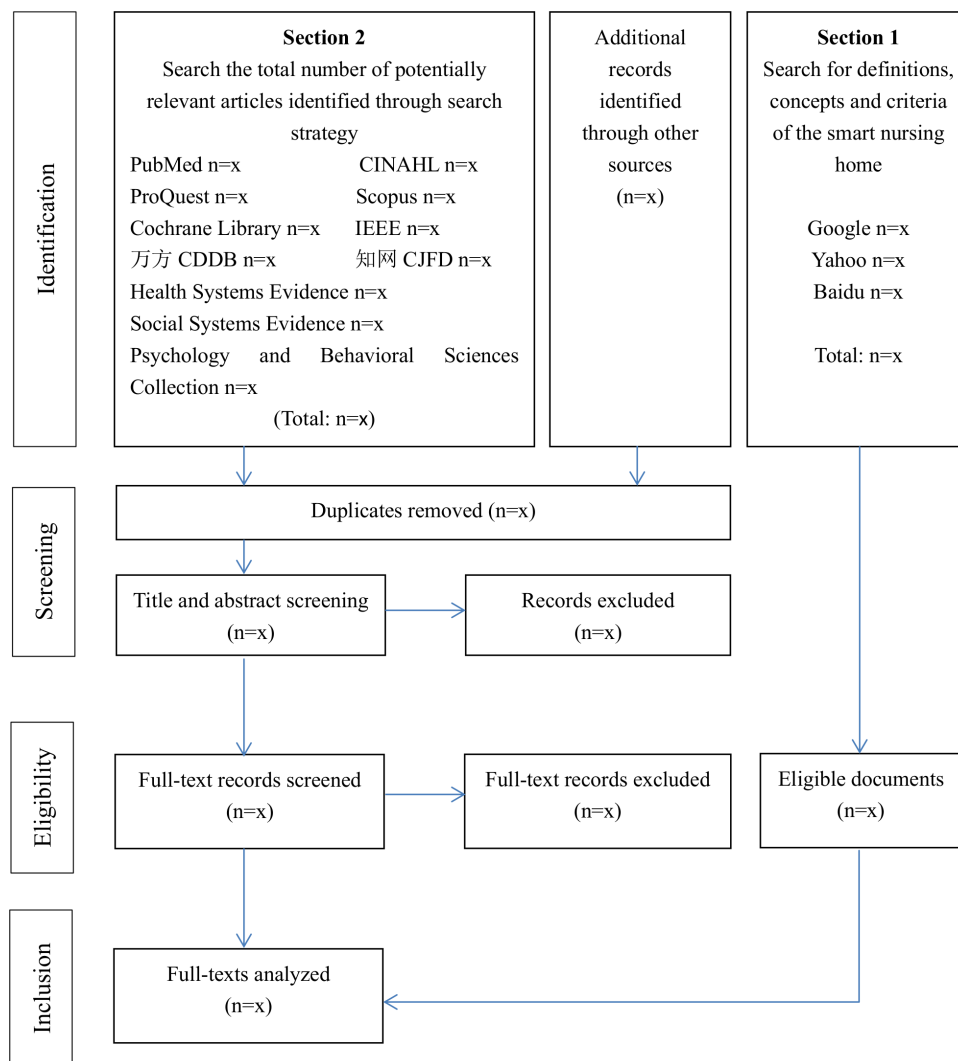 Identification
Section 2
Search the total number of potentially
relevant articles identified through search
strategy
PubMed n=x CINAHL n=x
ProQuest n=x Scopus n=x
Cochrane Library n=x IEEE n=x
万方 CDDB n=x 知网 CJFD n=x
Health Systems Evidence n=x
Social Systems Evidence n=x
Psychology and Behavioral Sciences
Collection n=x
(Total: n=x)
Additional
records
identified
through other
sources
(n=x)
Section 1
Search for definitions,
concepts and criteria
of the smart nursing
home
Google n=x
Yahoo n=x
Baidu n=x
Total: n=x
Screening
Duplicates removed (n=x)
Title and abstract screening
(n=x)
Records excluded
(n=x)
Eligibility
Full-text records screened
(n=x)
Full-text records excluded
(n=x)
Eligible documents
(n=x)
Inclusion
Full-texts analyzed
(n=x)